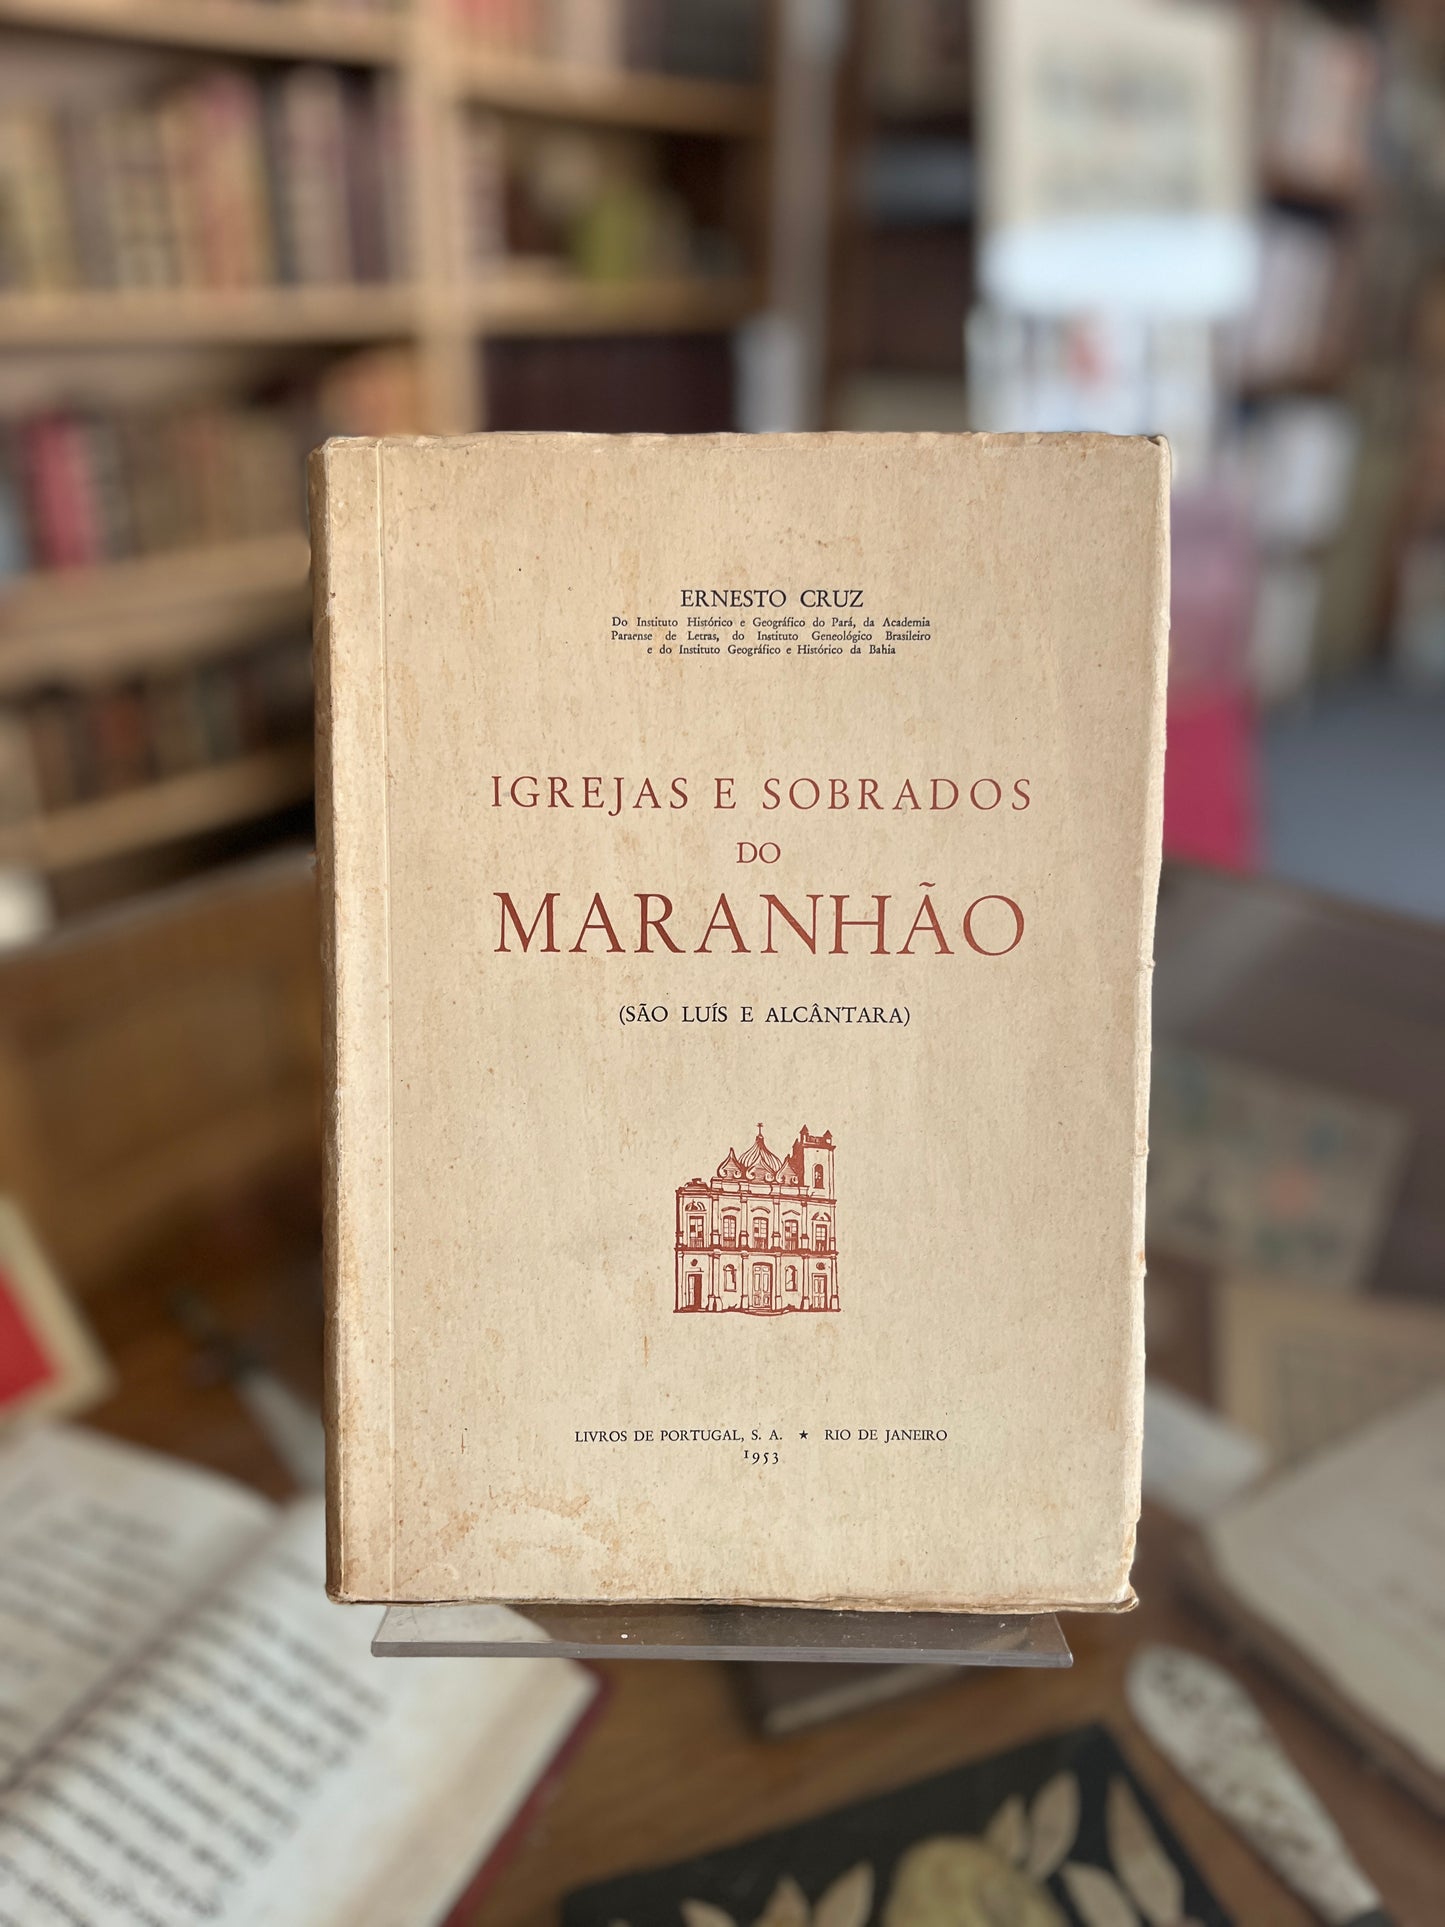 ERNESTO CRUZ
Do Instituto Histórico e Geográfico do Pará, da Academia
Paraense de Letras, do Instituto Geneológico Brasileiro
e do Instituto Geográfico e Histórico da Bahia
IGREJAS E SOBRADOS
DO
MARANHÃO
(SÃO LUÍS E ALCÂNTARA)
LIVROS DE PORTUGAL, S. A. ★ RIO DE JANEIRO
1953